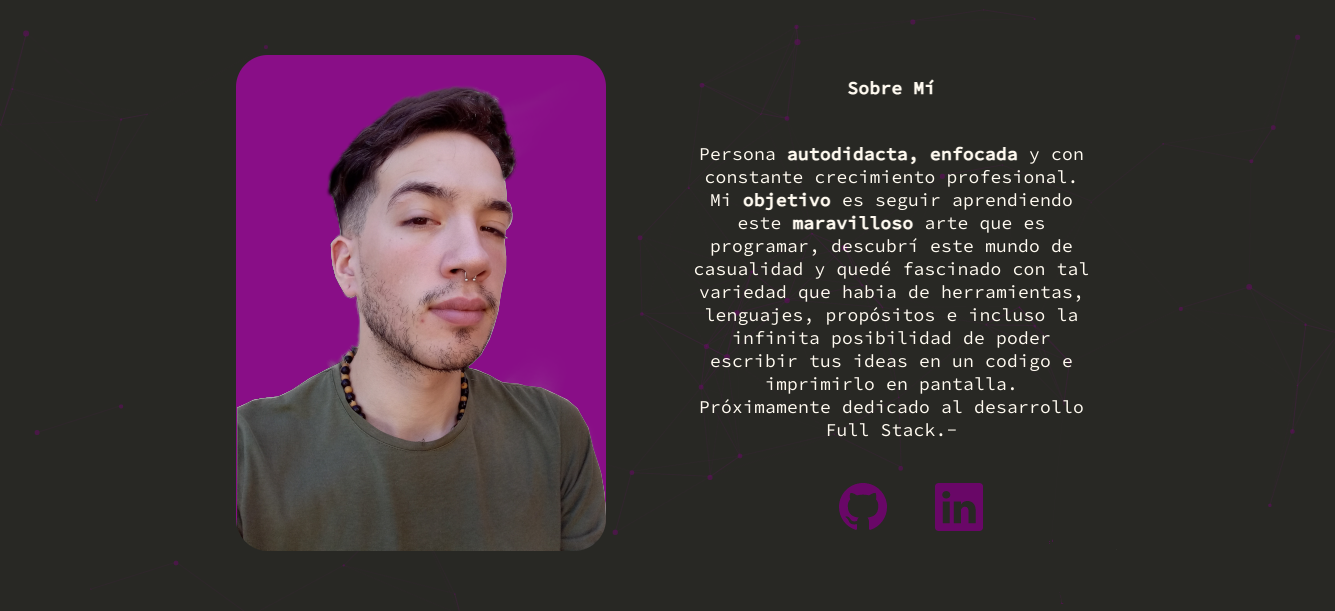 Sobre Mí
Persona autodidacta, enfocada y con
constante crecimiento profesional.
Mi objetivo es seguir aprendiendo
este maravilloso arte que es
programar, descubrí este mundo de
casualidad y quedé fascinado con tal
variedad que habia de herramientas,
lenguajes, propósitos e incluso la
infinita posibilidad de poder
escribir tus ideas en un codigo e
imprimirlo en pantalla.
Próximamente dedicado al desarrollo
Full Stack.–
in